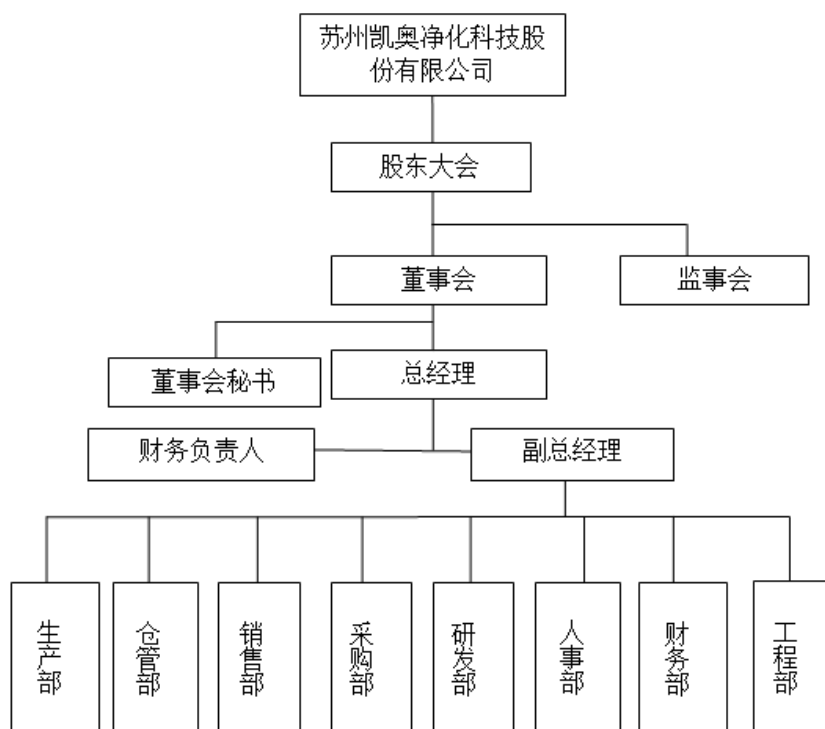 苏州凯奥净化科技股
份有限公司
股东大会
董事会
监事会
董事会秘书
总经理
财务负责人
副总经理
生产部
仓管部
销售部
采购部
研发部
人事部
财务部
工程部